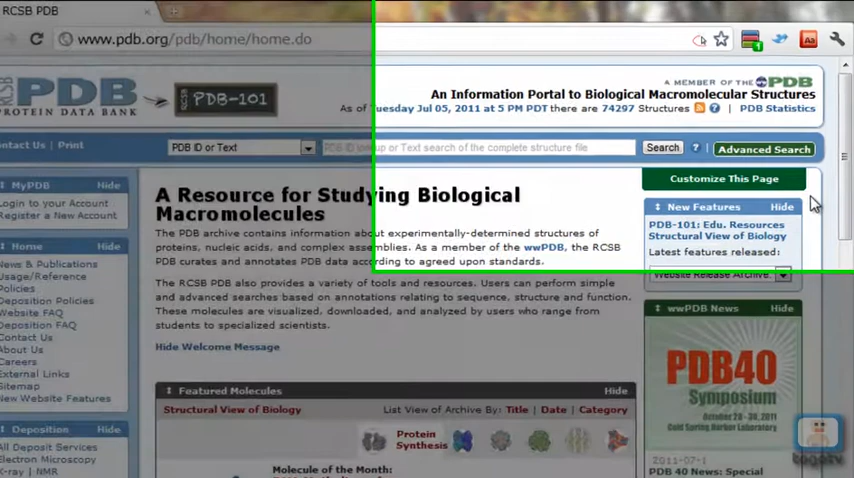 RCSB PDB
www.pdb.org/pdb/home/home.do
A MEMBER OF THE PDB
RCSB PDB
PROTEIN DATA BANK
RCSB PDB-101
An Information Portal to Biological Macromolecular Structures
As of Tuesday Jul 05, 2011 at 5 PM PDT there are 74297 Structures | PDB Statistics
Contact Us | Print
PDB ID or Text
PDB ID lookup or Text search of the complete structure file
Search
Advanced Search
MyPDB Hide
Login to your Account
Register a New Account
Home Hide
News & Publications
Usage/Reference
Policies
Deposition Policies
Website FAQ
Deposition FAQ
Contact Us
About Us
Careers
External Links
Sitemap
New Website Features
Deposition Hide
All Deposit Services
Electron Microscopy
X-ray | NMR
A Resource for Studying Biological
Macromolecules
The PDB archive contains information about experimentally-determined structures of
proteins, nucleic acids, and complex assemblies. As a member of the wwPDB, the RCSB
PDB curates and annotates PDB data according to agreed upon standards.
The RCSB PDB also provides a variety of tools and resources. Users can perform simple
and advanced searches based on annotations relating to sequence, structure and function.
These molecules are visualized, downloaded, and analyzed by users who range from
students to specialized scientists.
Hide Welcome Message
Featured Molecules Hide
Structural View of Biology
List View of Archive By: Title | Date | Category
Protein
Synthesis
Molecule of the Month:
Customize This Page
New Features Hide
PDB-101: Edu. Resources
Structural View of Biology
Latest features released:
Website Release Archive:
wwPDB News Hide
PDB40
Symposium
October 28-30, 2011
Cold Spring Harbor Laboratory
2011-07-1
PDB 40 News: Special
togotv